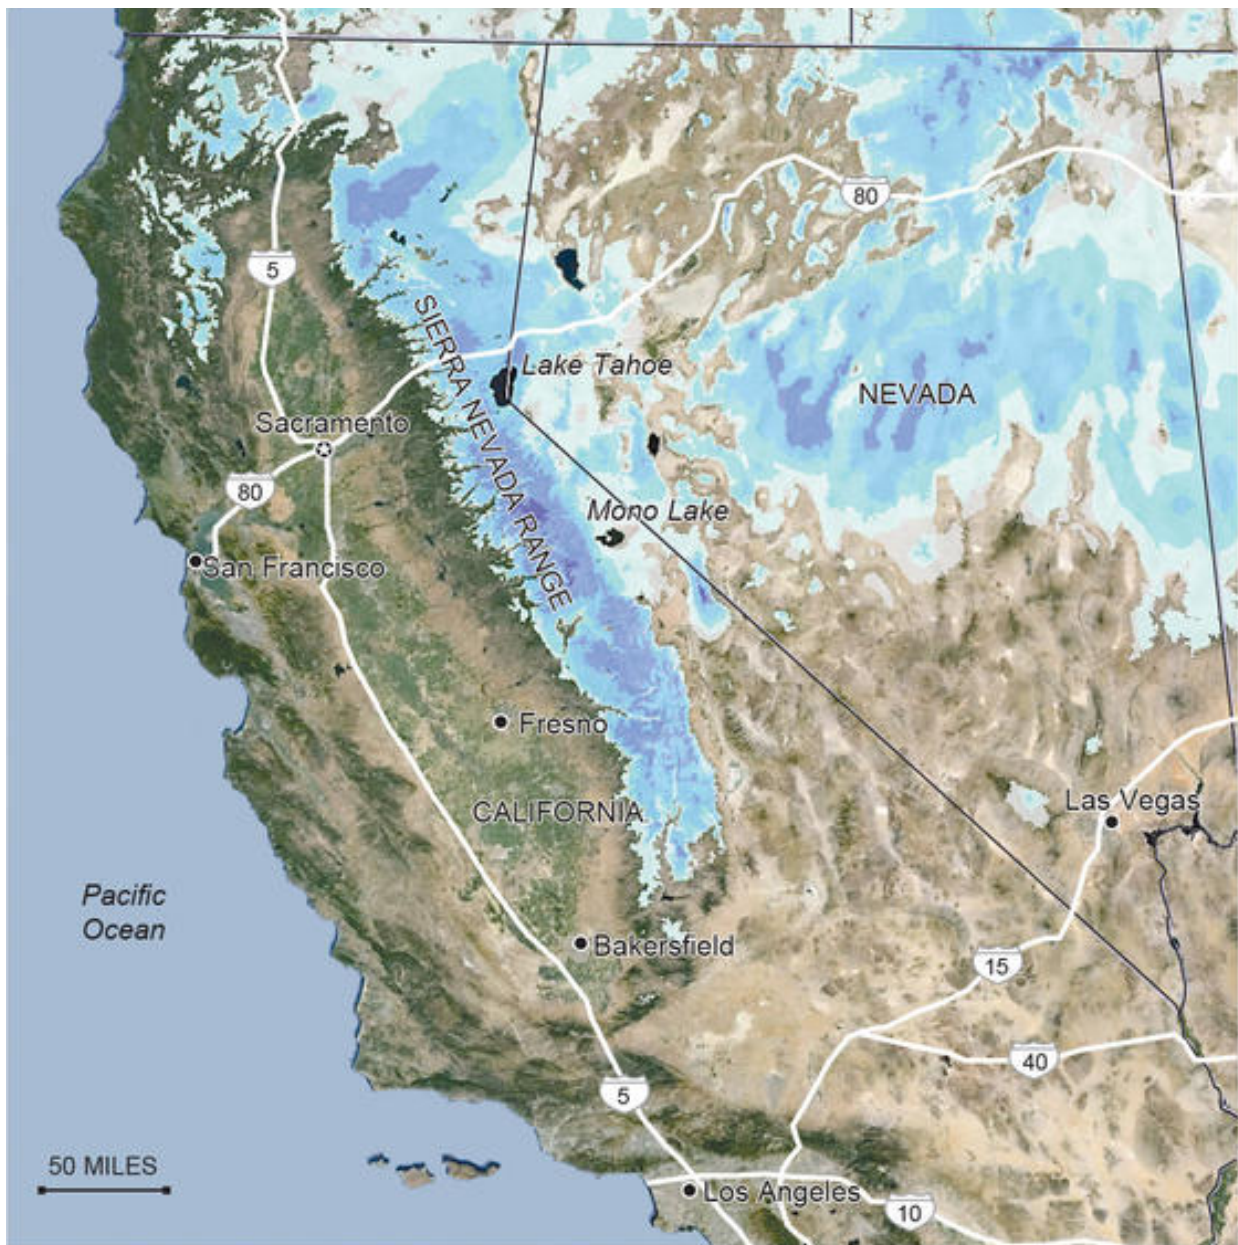 80
5
SIERRA NEVADA RANGE
Lake Tahoe
NEVADA
Sacramento
80
Mono Lake
San Francisco
Fresno
CALIFORNIA
Las Vegas
Pacific
Ocean
Bakersfield
15
40
5
50 MILES
Los Angeles
10